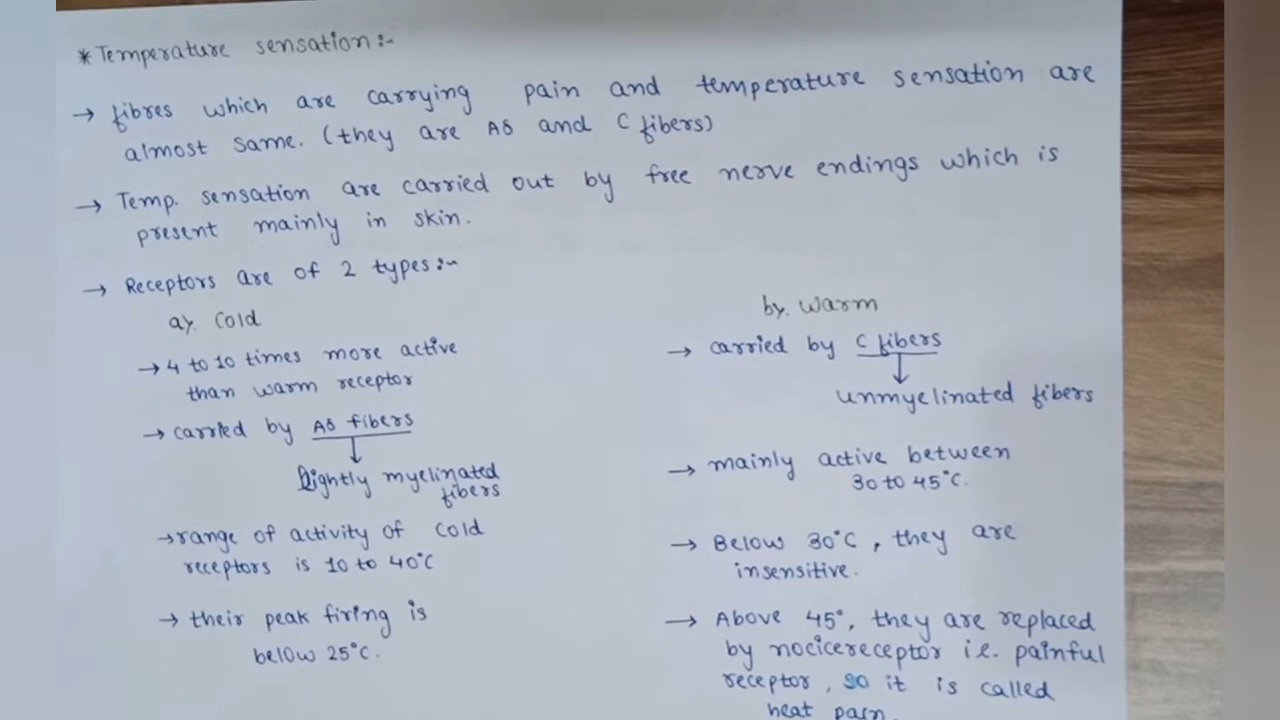 *Temperature sensation:-
→ fibres which are carrying pain and temperature sensation are
almost same. (they are Aδ and C fibers)
→ Temp. sensation are carried out by free nerve endings which is
present mainly in skin.
→ Receptors are of 2 types:-
a). Cold
→ 4 to 10 times more active
than warm receptor
→ carried by Aδ fibers
↓
Lightly myelinated
fibers
→ range of activity of cold
receptors is 10 to 40°C
→ their peak firing is
below 25°C.
b). Warm
→ carried by C fibers
↓
unmyelinated fibers
→ mainly active between
30 to 45°C.
→ Below 30°C, they are
insensitive.
→ Above 45°, they are replaced
by nocicereceptor i.e. painful
receptor, so it is called
heat pain.